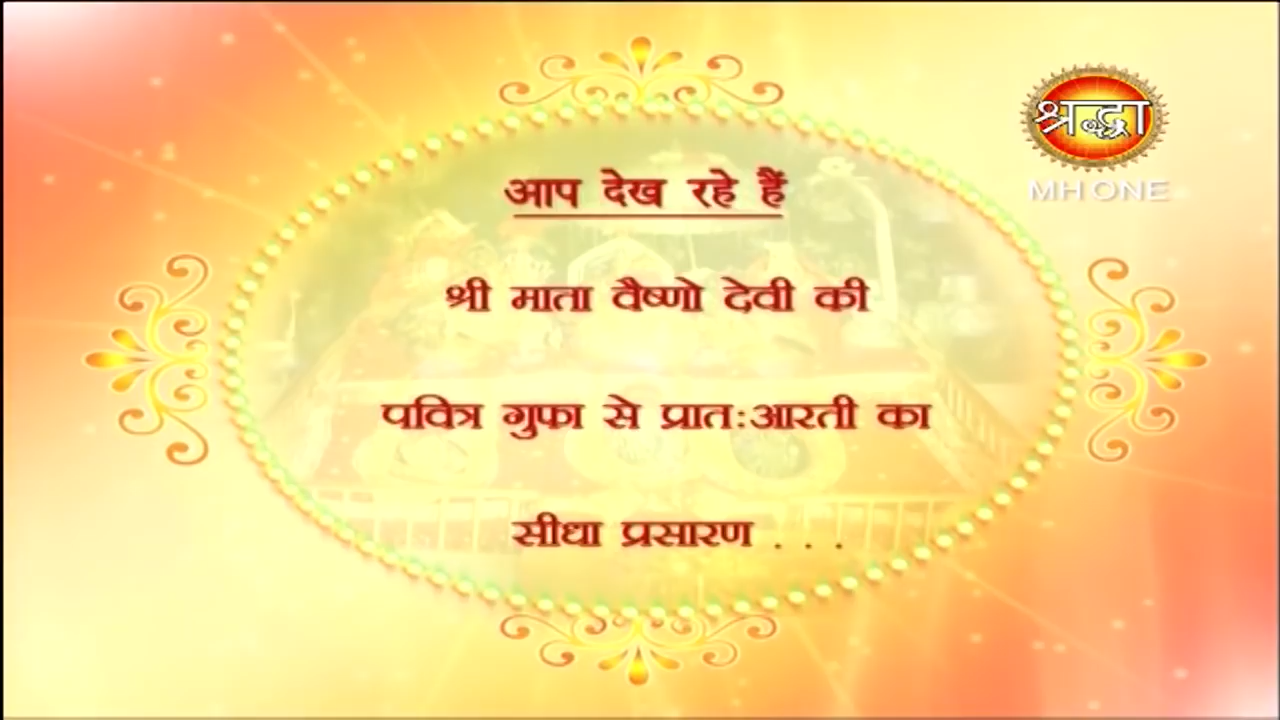 श्रद्धा
MH ONE
आप देख रहे हैं
श्री माता वैष्णो देवी की
पवित्र गुफा से प्रातःआरती का
सीधा प्रसारण . . .